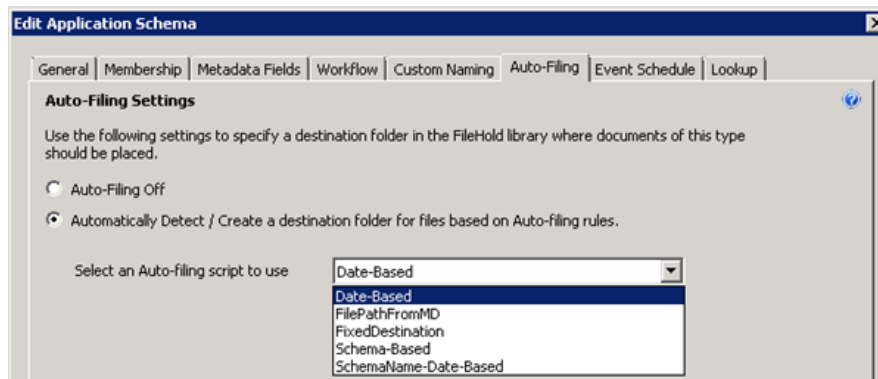 Edit Application Schema
General Membership Metadata Fields Workflow Custom Naming Auto-Filing Event Schedule Lookup
Auto-Filing Settings
Use the following settings to specify a destination folder in the FileHold library where documents of this type
should be placed.
Auto-Filing Off
Automatically Detect / Create a destination folder for files based on Auto-filing rules.
Select an Auto-filing script to use Date-Based
Date-Based
FilePathFromMD
FixedDestination
Schema-Based
SchemaName-Date-Based